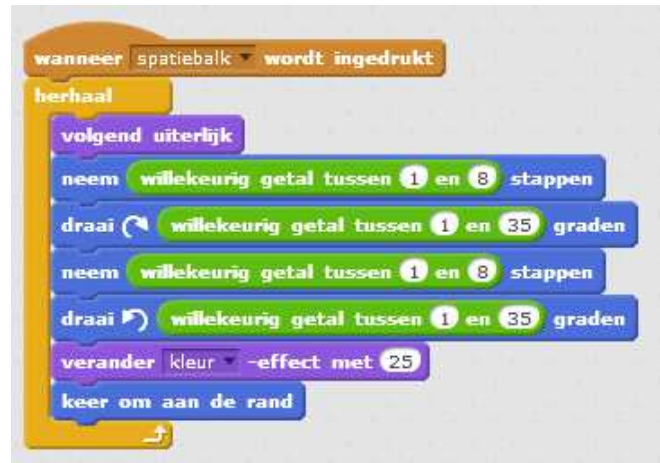 wanneer spatiebalk wordt ingedrukt
herhaal
volgend uiterlijk
neem willekeurig getal tussen 1 en 8 stappen
draai willekeurig getal tussen 1 en 35 graden
neem willekeurig getal tussen 1 en 8 stappen
draai willekeurig getal tussen 1 en 35 graden
verander kleur -effect met 25
keer om aan de rand